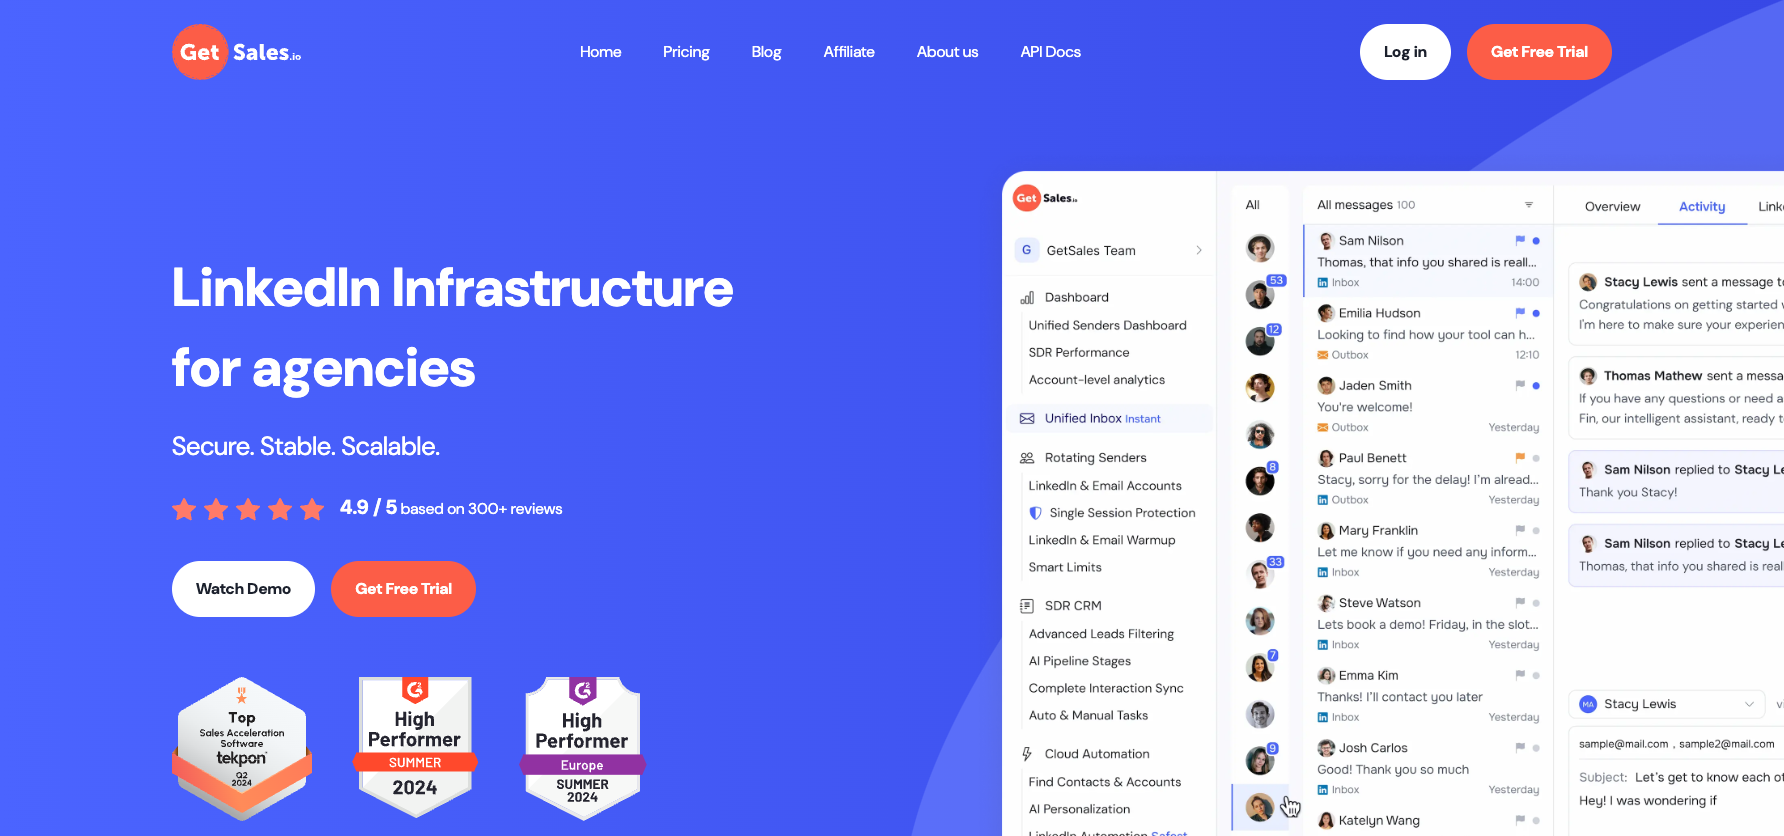 Get Sales.io
Home
Pricing
Blog
Affiliate
About us
API Docs
Log in
Get Free Trial
LinkedIn Infrastructure
for agencies
Secure. Stable. Scalable.
4.9 / 5 based on 300+ reviews
Watch Demo
Get Free Trial
Top
Sales Acceleration
Software
tekpon
Q2
2024
G2
High
Performer
SUMMER
2024
G2
High
Performer
Europe
SUMMER
2024
Get Sales.io
G GetSales Team
Dashboard
Unified Senders Dashboard
SDR Performance
Account-level analytics
Unified Inbox Instant
Rotating Senders
LinkedIn & Email Accounts
Single Session Protection
LinkedIn & Email Warmup
Smart Limits
SDR CRM
Advanced Leads Filtering
AI Pipeline Stages
Complete Interaction Sync
Auto & Manual Tasks
Cloud Automation
Find Contacts & Accounts
AI Personalization
LinkedIn Automation Safest
All
53
12
8
33
7
9
All messages 100
Sam Nilson
Thomas, that info you shared is reall...
in Inbox 14:00
Emilia Hudson
Looking to find how your tool can h...
Outbox 12:10
Jaden Smith
You're welcome!
Outbox Yesterday
Paul Benett
Stacy, sorry for the delay! I'm alread...
in Outbox Yesterday
Mary Franklin
Let me know if you need any inform...
in Inbox Yesterday
Steve Watson
Lets book a demo! Friday, in the slot...
in Inbox Yesterday
Emma Kim
Thanks! I'll contact you later
in Inbox Yesterday
Josh Carlos
Good! Thank you so much
in Inbox Yesterday
Katelyn Wang
Overview
Activity
Link
Stacy Lewis sent a message to
Congratulations on getting started
I'm here to make sure your experien
Thomas Mathew sent a messa
If you have any questions or need a
Fin, our intelligent assistant, ready to
Sam Nilson replied to Stacy Le
Thank you Stacy!
Sam Nilson replied to Stacy Le
Thomas, that info you shared is real
MA Stacy Lewis
sample@mail.com , sample2@mail.com
Subject: Let's get to know each ot
Hey! I was wondering if